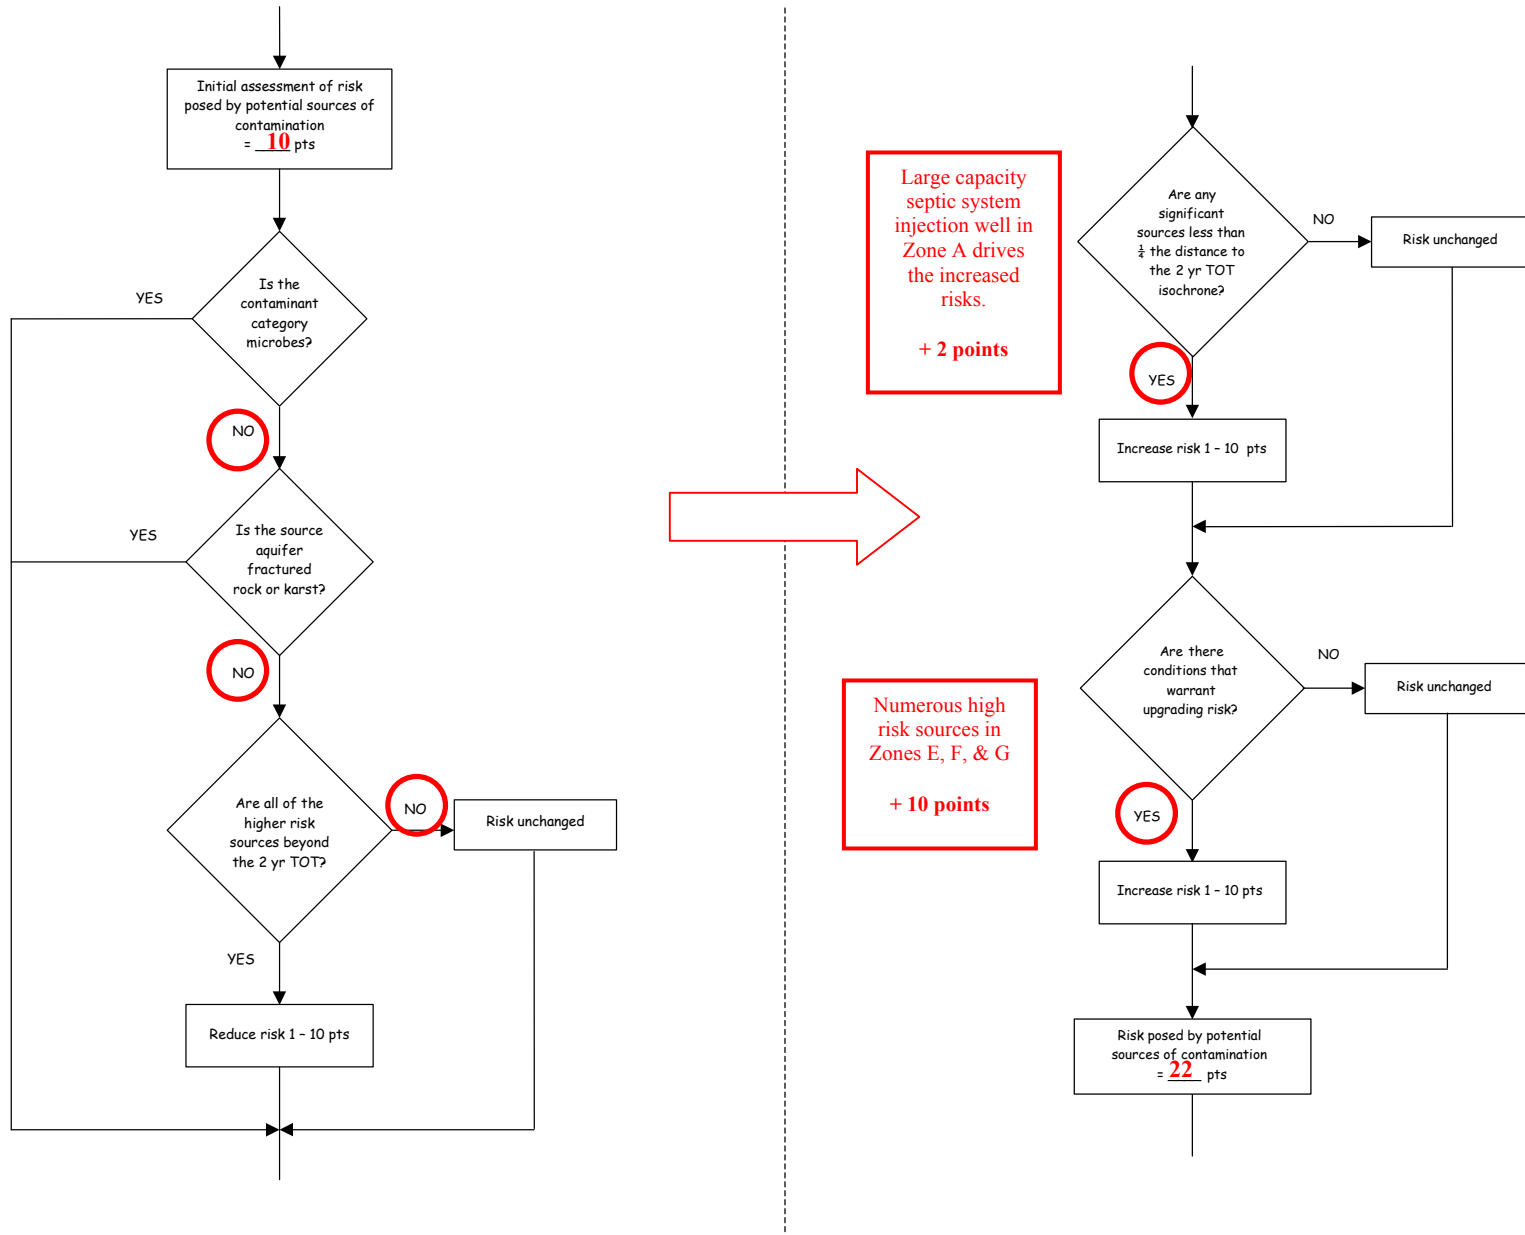 Initial assessment of risk
posed by potential sources of
contamination
= 10 pts
Is the
contaminant
category
microbes?
YES
NO
Is the source
aquifer
fractured
rock or karst?
YES
NO
Are all of the
higher risk
sources beyond
the 2 yr TOT?
NO
Risk unchanged
YES
Reduce risk 1 – 10 pts
Large capacity
septic system
injection well in
Zone A drives
the increased
risks.
+ 2 points
Are any
significant
sources less than
¼ the distance to
the 2 yr TOT
isochrone?
NO
Risk unchanged
YES
Increase risk 1 – 10 pts
Numerous high
risk sources in
Zones E, F, & G
+ 10 points
Are there
conditions that
warrant
upgrading risk?
NO
Risk unchanged
YES
Increase risk 1 – 10 pts
Risk posed by potential
sources of contamination
= 22 pts